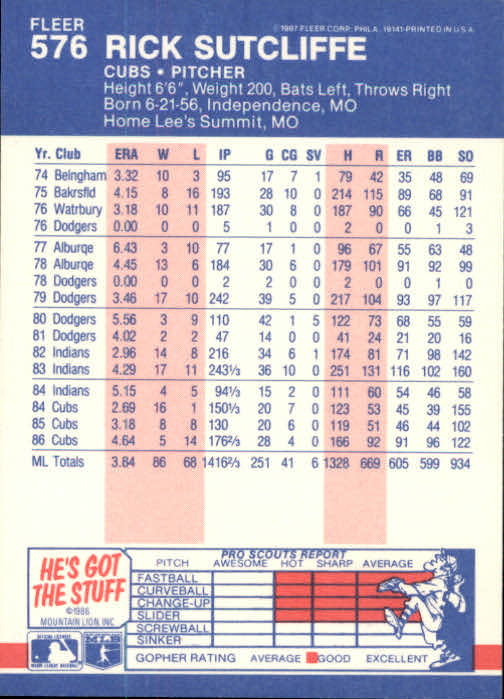 FLEER
© 1987 FLEER CORP., PHILA. 19141-PRINTED IN U.S.A.
576 RICK SUTCLIFFE
CUBS • PITCHER
Height 6'6", Weight 200, Bats Left, Throws Right
Born 6-21-56, Independence, MO
Home Lee's Summit, MO
Yr. Club ERA W L IP G CG SV H R ER BB SO
74 Belngham 3.32 10 3 95 17 7 1 79 42 35 48 69
75 Bakrsfld 4.15 8 16 193 28 10 0 214 115 89 68 91
76 Watrbury 3.18 10 11 187 30 8 0 187 90 66 45 121
76 Dodgers 0.00 0 0 5 1 0 0 2 0 0 1 3
77 Alburqe 6.43 3 10 77 17 1 0 96 67 55 63 48
78 Alburqe 4.45 13 6 184 30 6 0 179 101 91 92 99
78 Dodgers 0.00 0 0 2 2 0 0 2 0 0 1 0
79 Dodgers 3.46 17 10 242 39 5 0 217 104 93 97 117
80 Dodgers 5.56 3 9 110 42 1 5 122 73 68 55 59
81 Dodgers 4.02 2 2 47 14 0 0 41 24 21 20 16
82 Indians 2.96 14 8 216 34 6 1 174 81 71 98 142
83 Indians 4.29 17 11 243⅓ 36 10 0 251 131 116 102 160
84 Indians 5.15 4 5 94⅓ 15 2 0 111 60 54 46 58
84 Cubs 2.69 16 1 150⅓ 20 7 0 123 53 45 39 155
85 Cubs 3.18 8 8 130 20 6 0 119 51 46 44 102
86 Cubs 4.64 5 14 176⅔ 28 4 0 166 92 91 96 122
ML Totals 3.84 86 68 1416⅔ 251 41 6 1328 669 605 599 934
HE'S GOT
THE STUFF
©1986
MOUNTAIN LION, INC
OFFICIAL LICENSEE
MAJOR LEAGUE BASEBALL
MLB
PRO SCOUTS REPORT
PITCH AWESOME HOT SHARP AVERAGE
FASTBALL
CURVEBALL
CHANGE-UP
SLIDER
SCREWBALL
SINKER
GOPHER RATING AVERAGE GOOD EXCELLENT